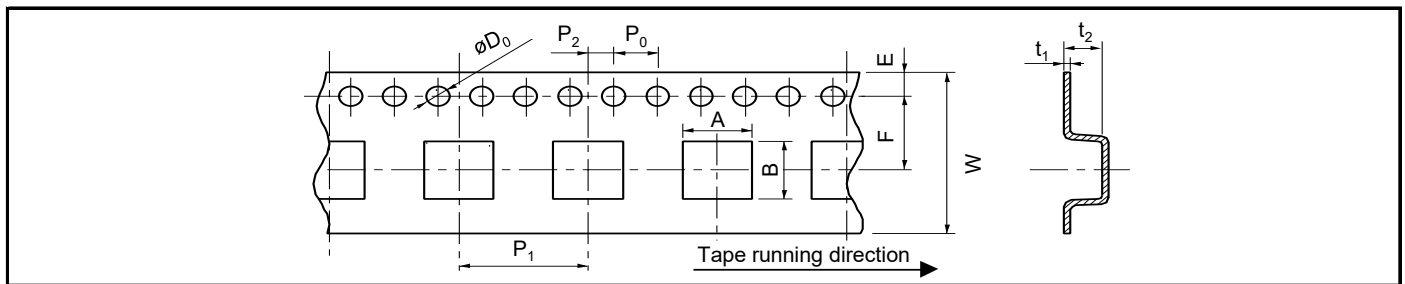 øD₀
P₂
P₀
E
t₂
t₁
A
F
B
W
P₁
Tape running direction